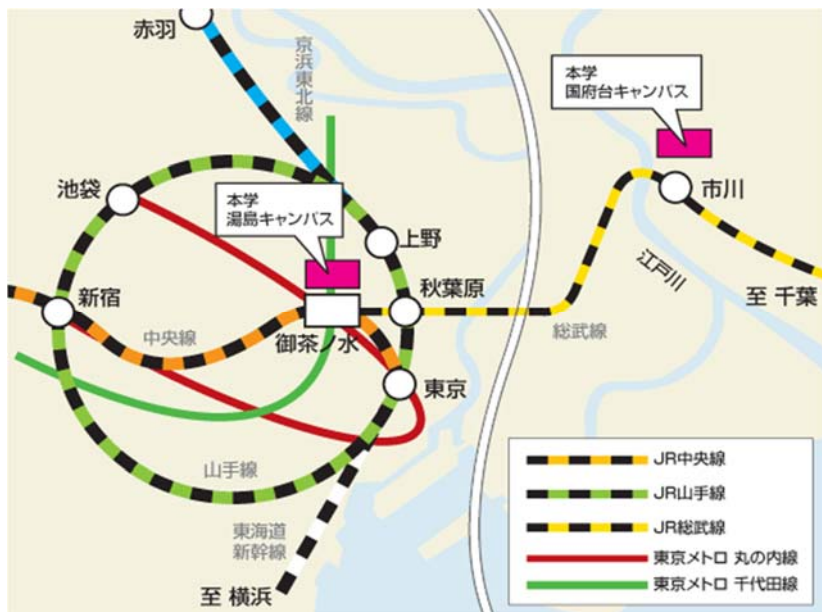 赤羽
京浜東北線
本学
国府台キャンパス
池袋
本学
湯島キャンパス
上野
市川
新宿
秋葉原
江戸川
至 千葉
中央線
御茶ノ水
総武線
東京
山手線
東海道
新幹線
至 横浜
JR中央線
JR山手線
JR総武線
東京メトロ 丸の内線
東京メトロ 千代田線